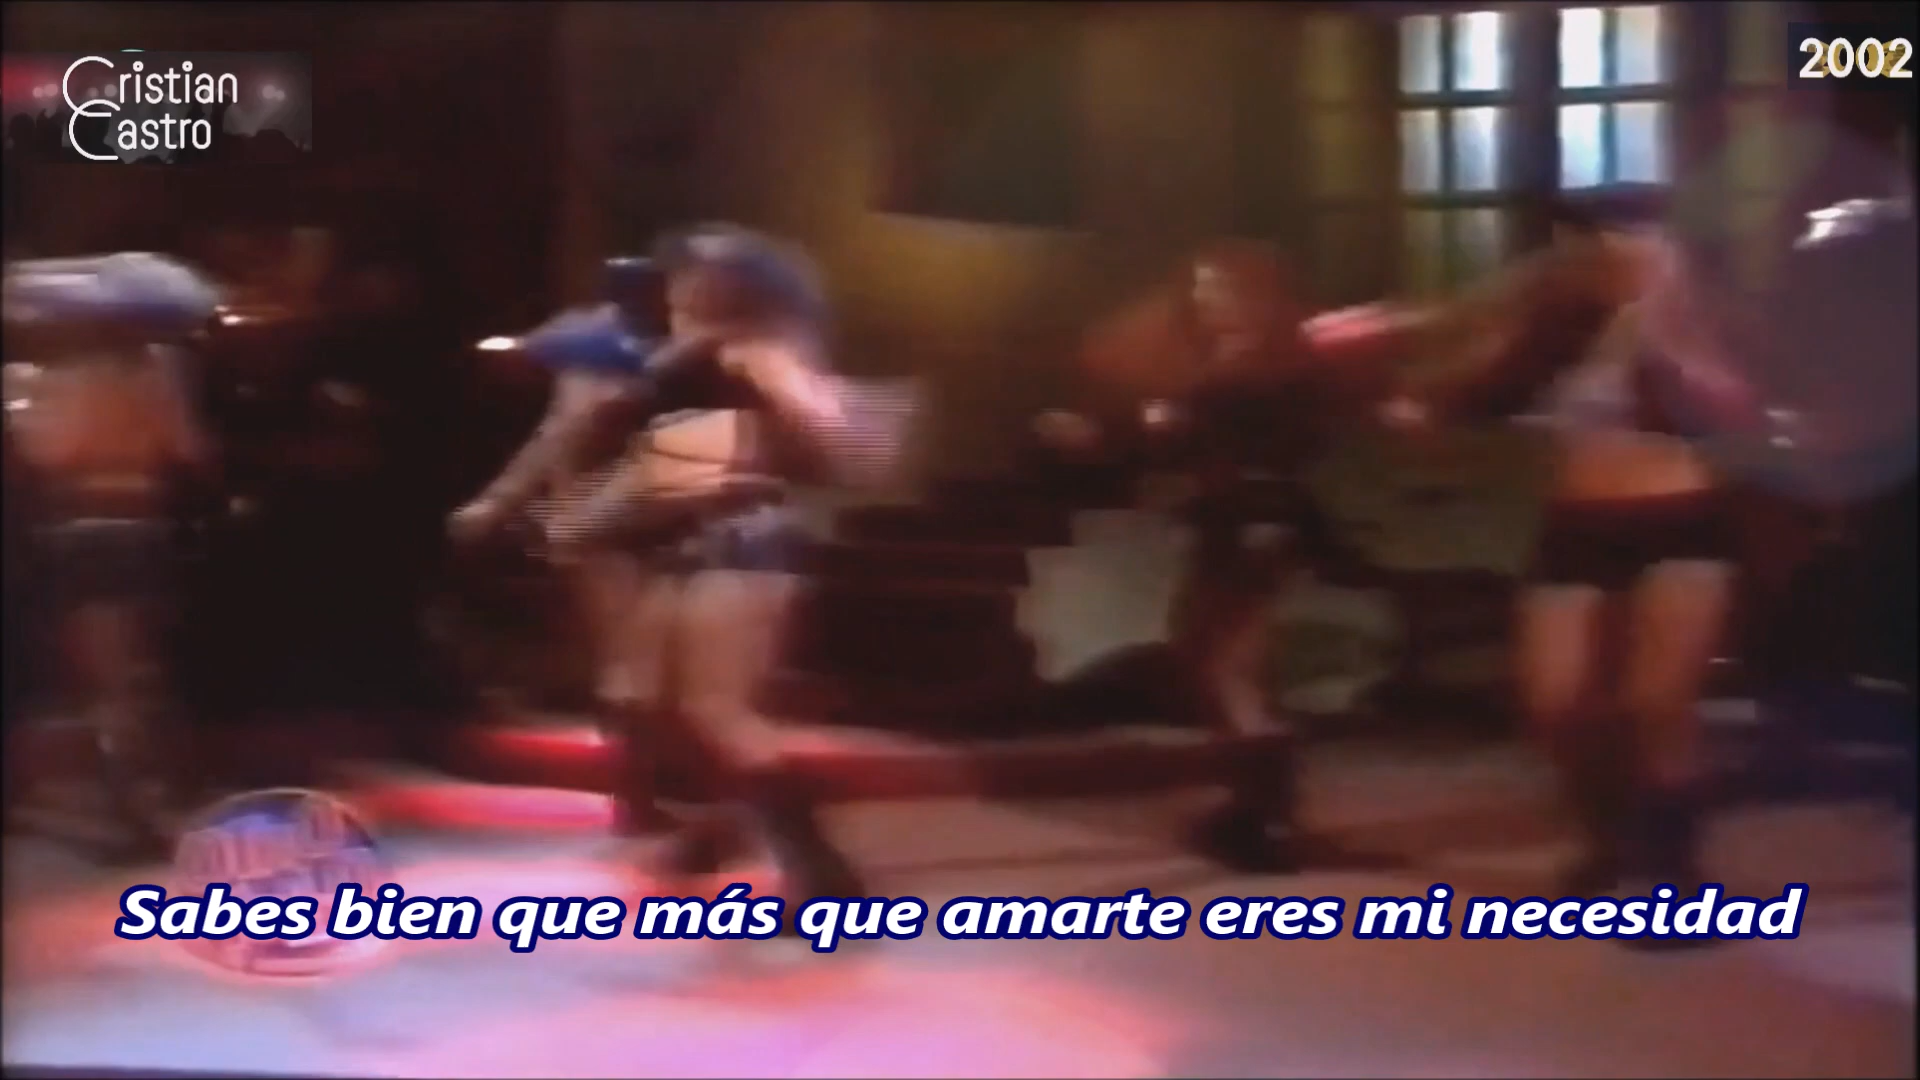 Cristian
Castro
2002
Sabes bien que más que amarte eres mi necesidad